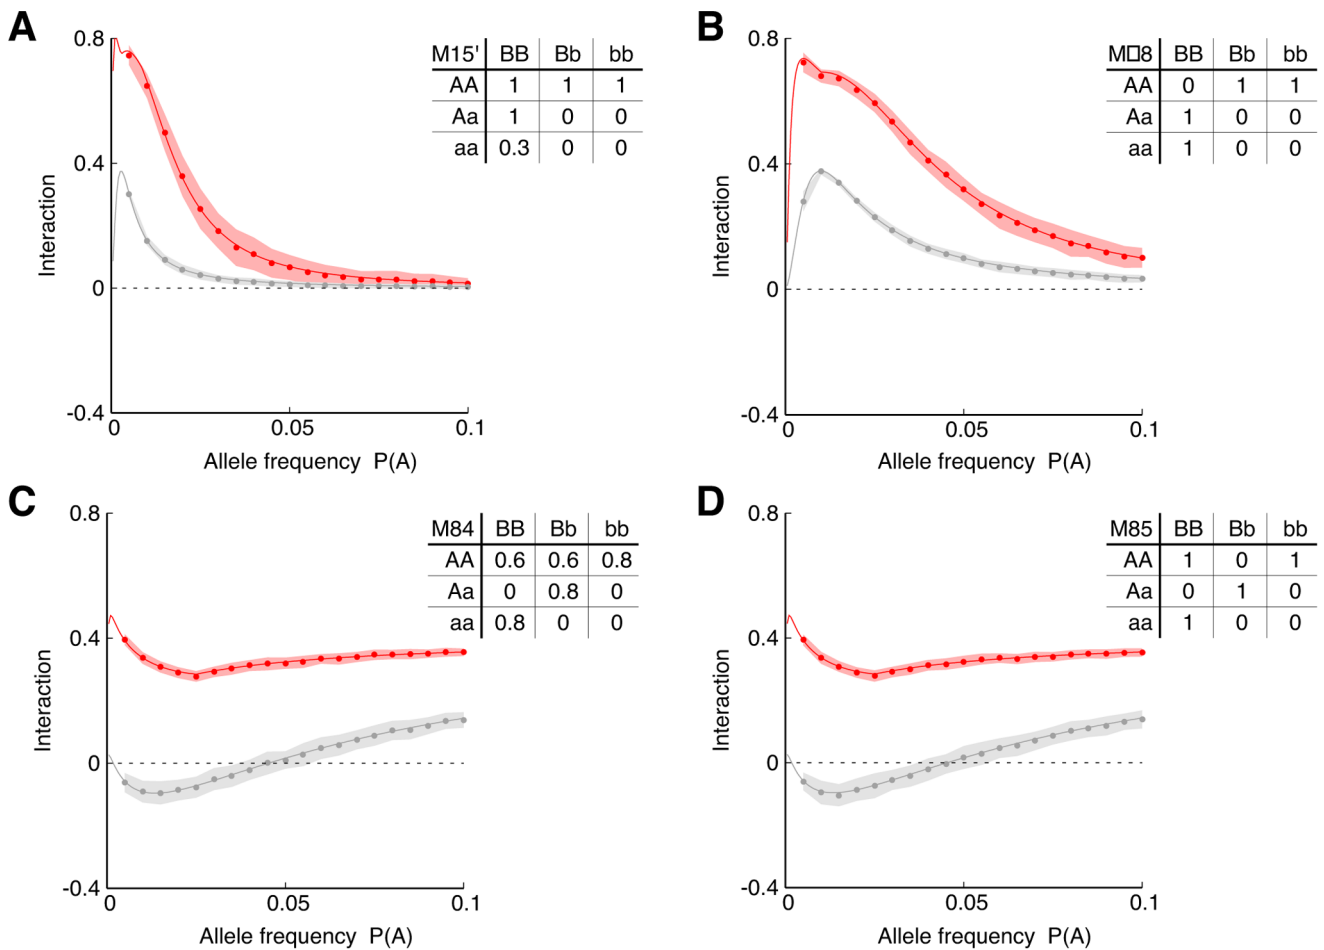 A
0.8
0.4
0
-0.4
Interaction
0
0.05
0.1
Allele frequency P(A)
M15' BB Bb bb
AA 1 1 1
Aa 1 0 0
aa 0.3 0 0
B
0.8
0.4
0
-0.4
Interaction
0
0.05
0.1
Allele frequency P(A)
M□8 BB Bb bb
AA 0 1 1
Aa 1 0 0
aa 1 0 0
C
0.8
0.4
0
-0.4
Interaction
0
0.05
0.1
Allele frequency P(A)
M84 BB Bb bb
AA 0.6 0.6 0.8
Aa 0 0.8 0
aa 0.8 0 0
D
0.8
0.4
0
-0.4
Interaction
0
0.05
0.1
Allele frequency P(A)
M85 BB Bb bb
AA 1 0 1
Aa 0 1 0
aa 1 0 0